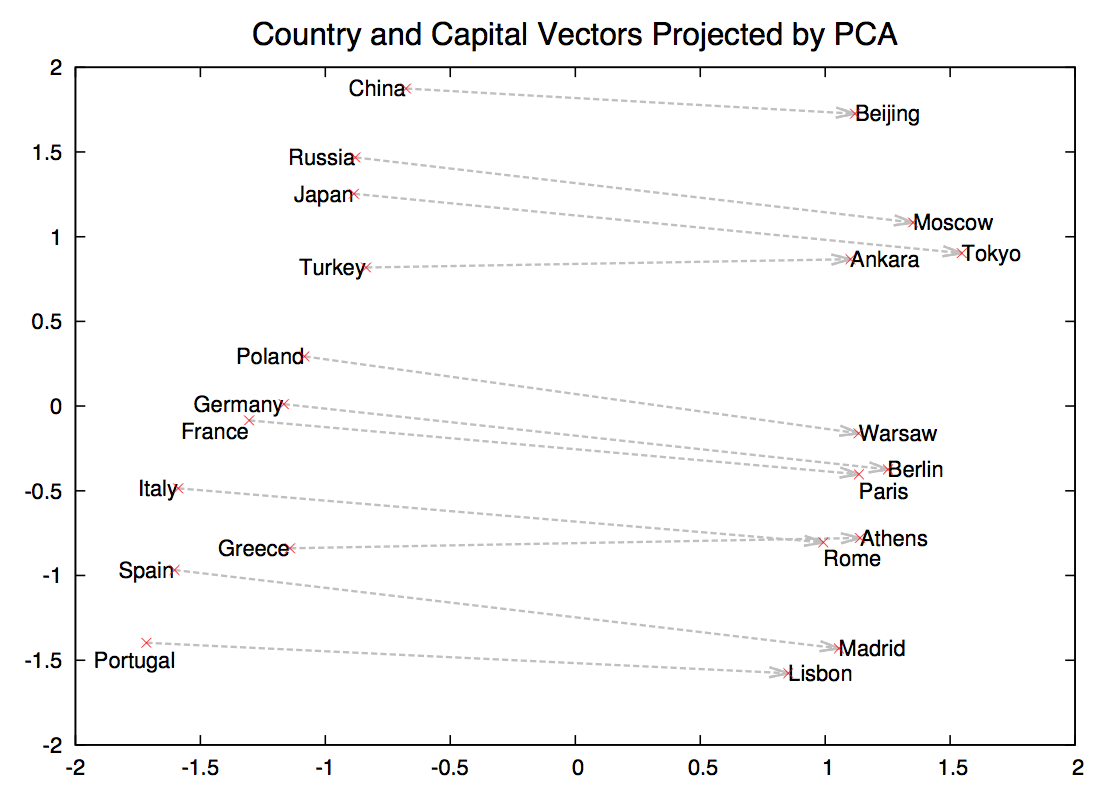 Country and Capital Vectors Projected by PCA
2
China
Beijing
1.5
Russia
Japan
Moscow
1
Tokyo
Turkey
Ankara
0.5
Poland
0
Germany
France
Warsaw
Berlin
-0.5
Italy
Paris
Greece
Athens
Rome
-1
Spain
Madrid
-1.5
Portugal
Lisbon
-2
-2 -1.5 -1 -0.5 0 0.5 1 1.5 2